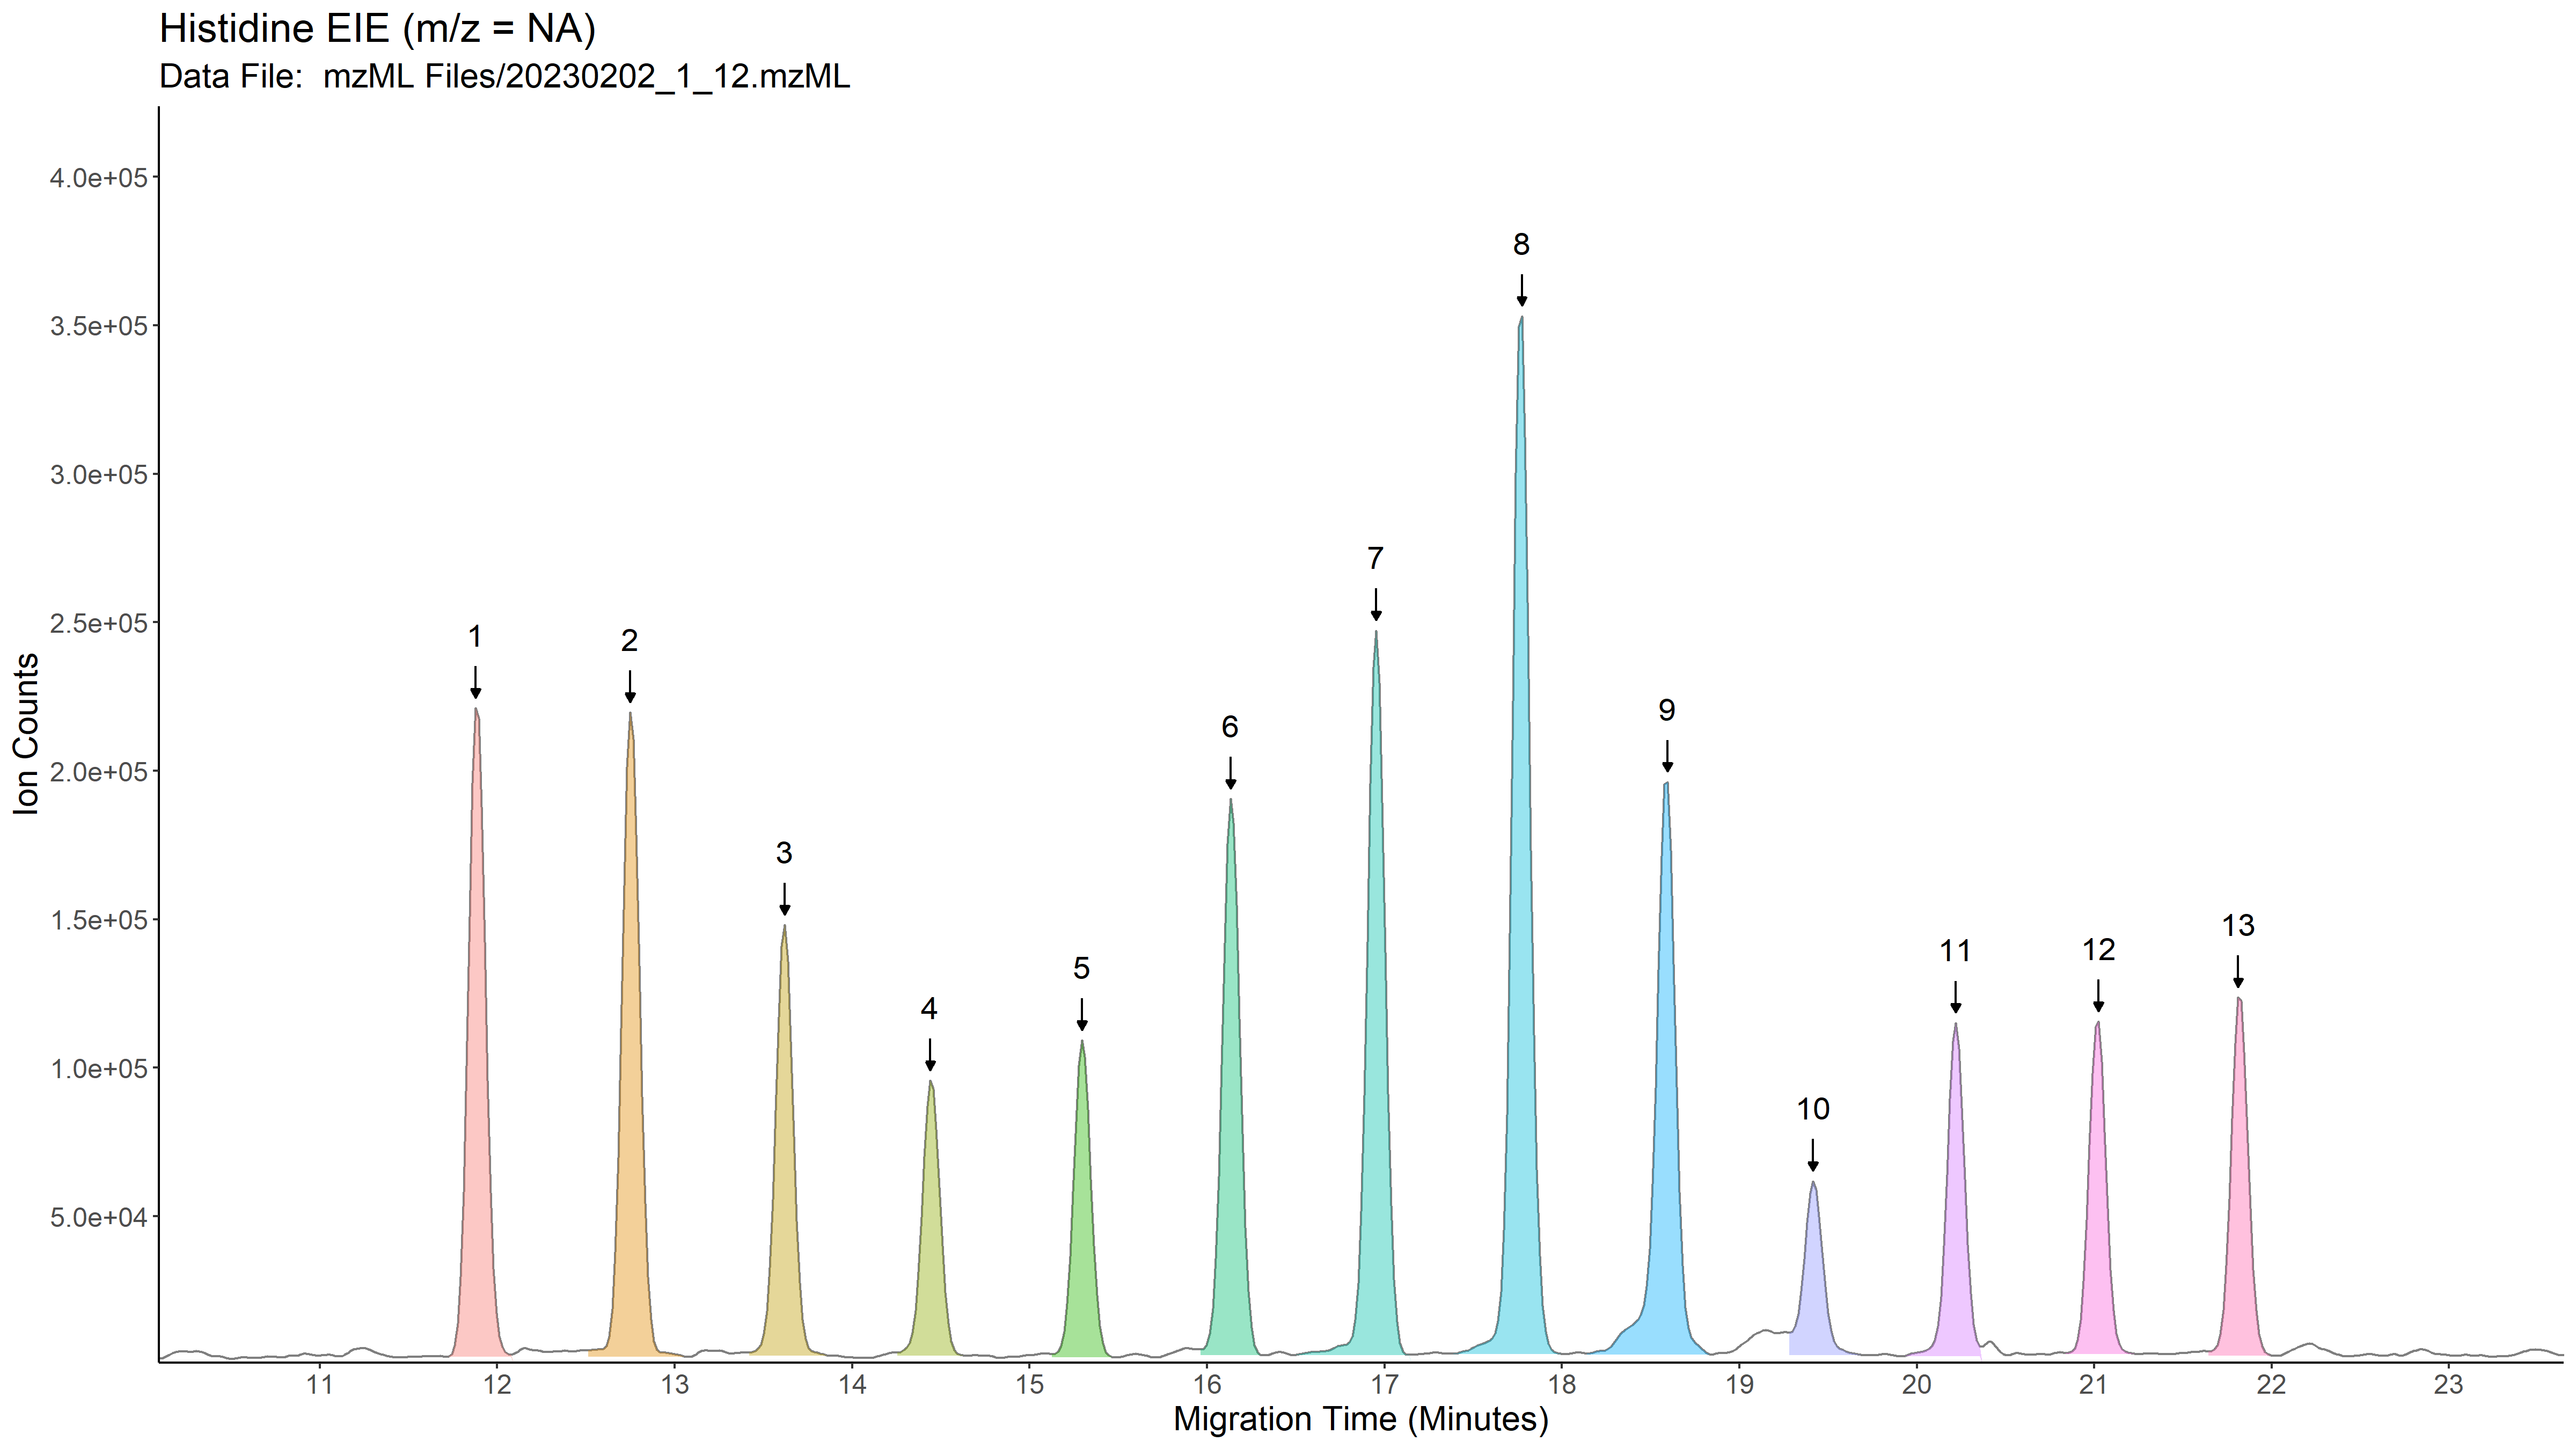 Histidine EIE (m/z = NA)
Data File:  mzML Files/20230202_1_12.mzML
4.0e+05
3.5e+05
3.0e+05
2.5e+05
2.0e+05
1.5e+05
1.0e+05
5.0e+04
Ion Counts
1
2
3
4
5
6
7
8
9
10
11
12
13
11 12 13 14 15 16 17 18 19 20 21 22 23
Migration Time (Minutes)